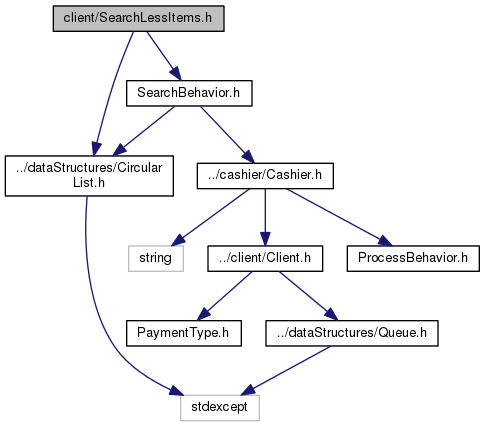 client/SearchLessItems.h
SearchBehavior.h
../dataStructures/Circular
List.h
../cashier/Cashier.h
string
../client/Client.h
ProcessBehavior.h
PaymentType.h
../dataStructures/Queue.h
stdexcept